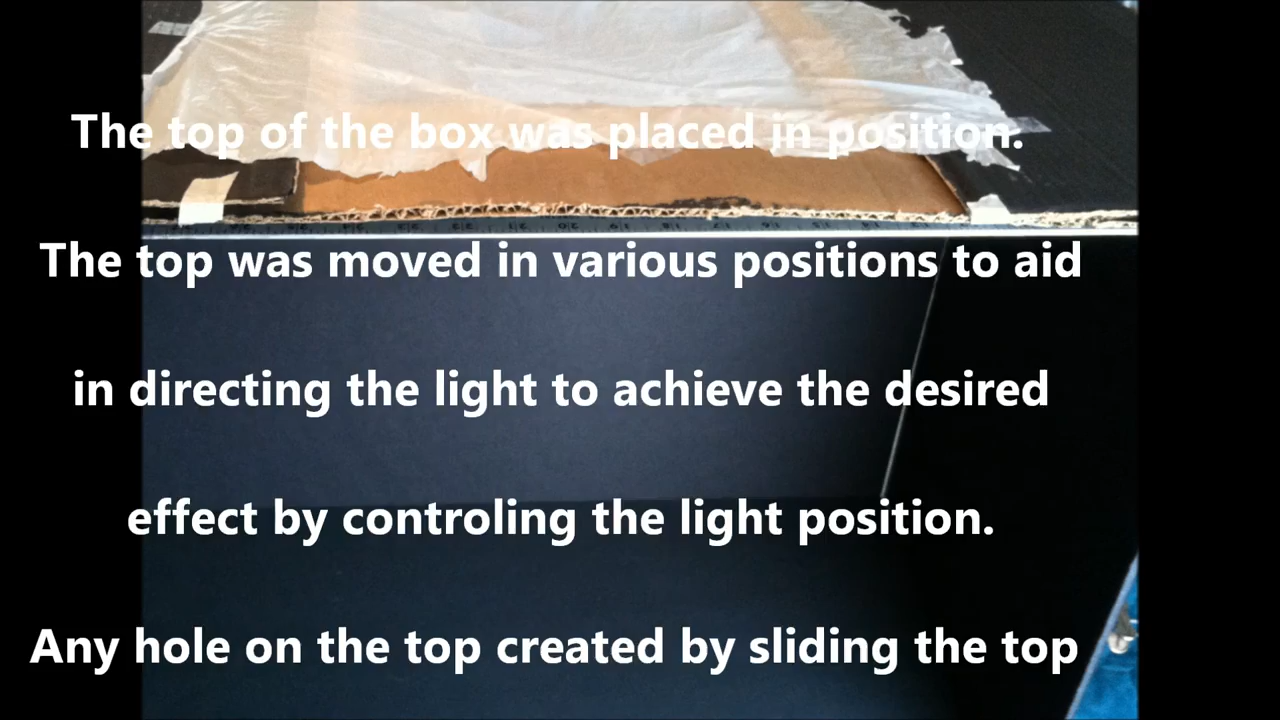 The top of the box was placed in position.
The top was moved in various positions to aid
in directing the light to achieve the desired
effect by controling the light position.
Any hole on the top created by sliding the top